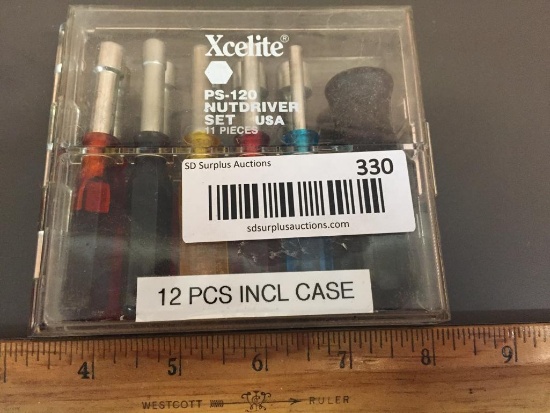 Xcelite®
PS-120
NUTDRIVER
SET USA
11 PIECES
SD Surplus Auctions
330
sdsurplusauctions.com
12 PCS INCL CASE
4 5 6 7 8 9
WESTCOTT RULER